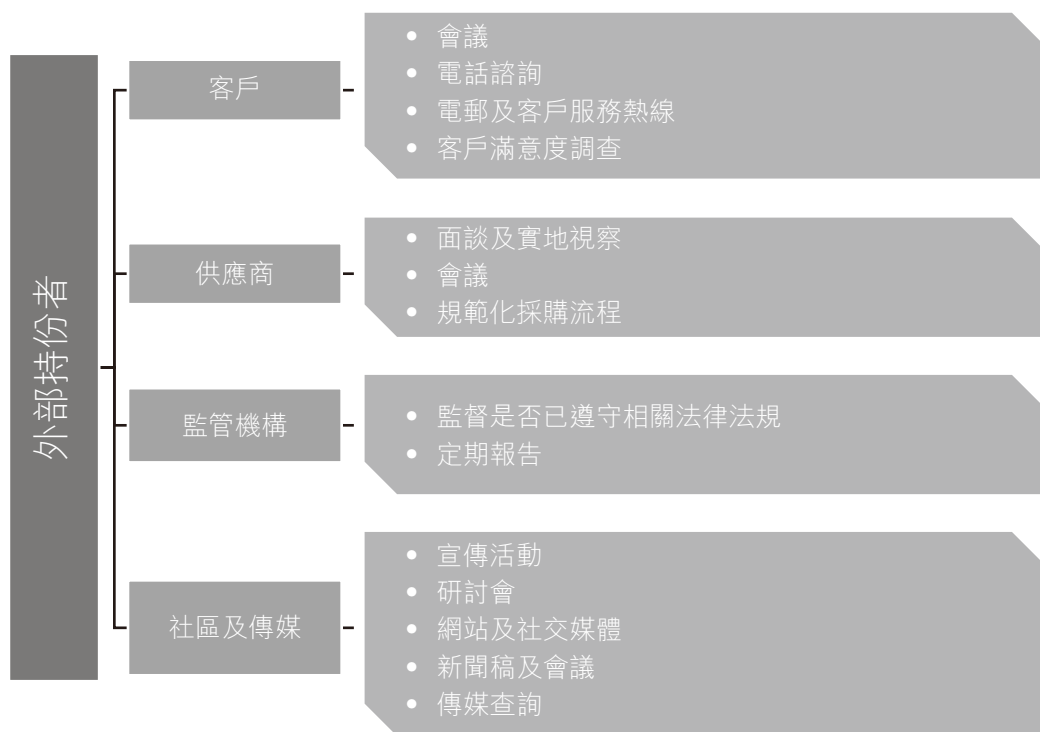 外部持份者
客戶
• 會議
• 電話諮詢
• 電郵及客戶服務熱線
• 客戶滿意度調查
供應商
• 面談及實地視察
• 會議
• 規範化採購流程
監管機構
• 監督是否已遵守相關法律法規
• 定期報告
社區及傳媒
• 宣傳活動
• 研討會
• 網站及社交媒體
• 新聞稿及會議
• 傳媒查詢